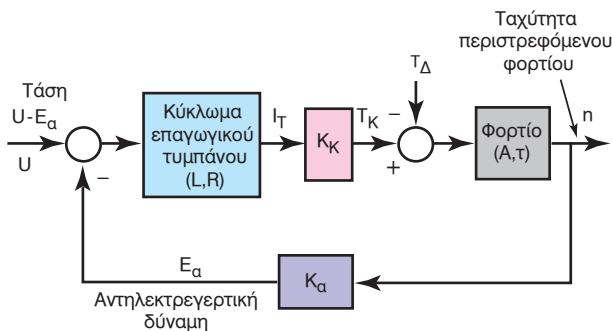 Ταχύτητα
περιστρεφόμενου
φορτίου
Τάση
U-Eα
U
−
Κύκλωμα
επαγωγικού
τυμπάνου
(L,R)
IT
KK
TK
TΔ
−
+
Φορτίο
(Α,τ)
n
Eα
Αντηλεκτρεγερτική
δύναμη
Kα